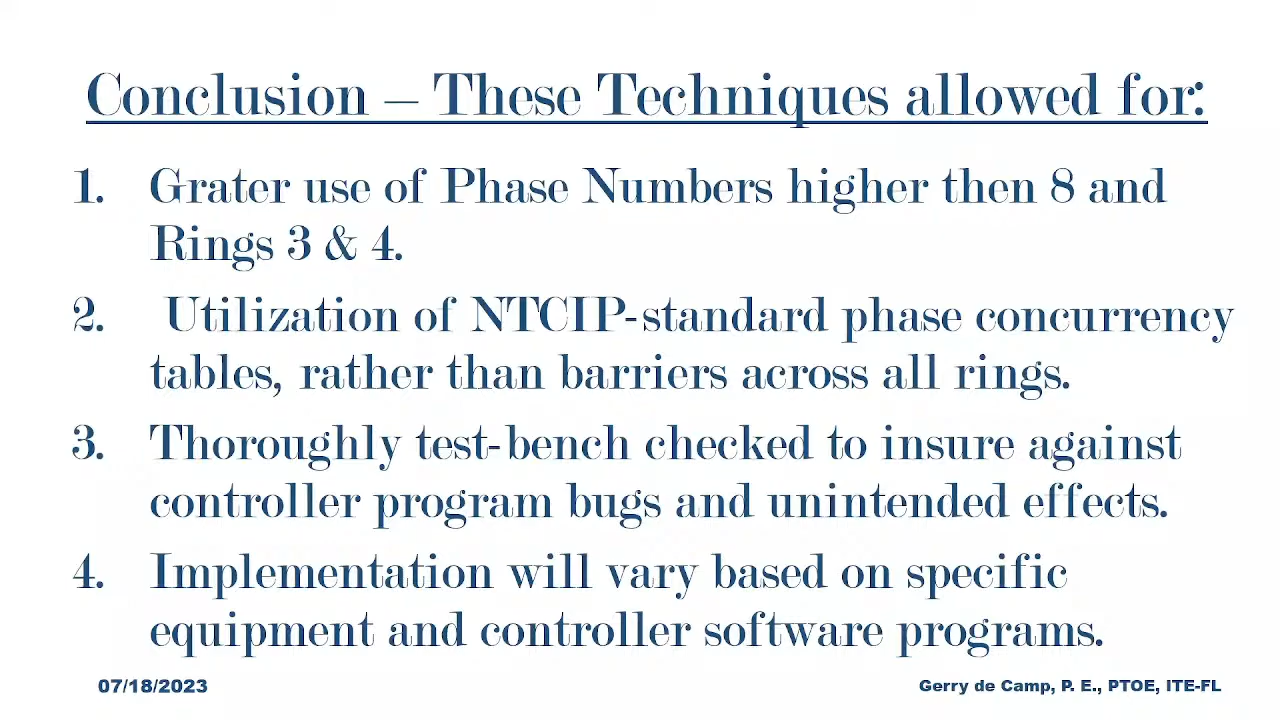 Conclusion – These Techniques allowed for:
1. Grater use of Phase Numbers higher then 8 and
Rings 3 & 4.
2. Utilization of NTCIP-standard phase concurrency
tables, rather than barriers across all rings.
3. Thoroughly test-bench checked to insure against
controller program bugs and unintended effects.
4. Implementation will vary based on specific
equipment and controller software programs.
07/18/2023
Gerry de Camp, P. E., PTOE, ITE-FL